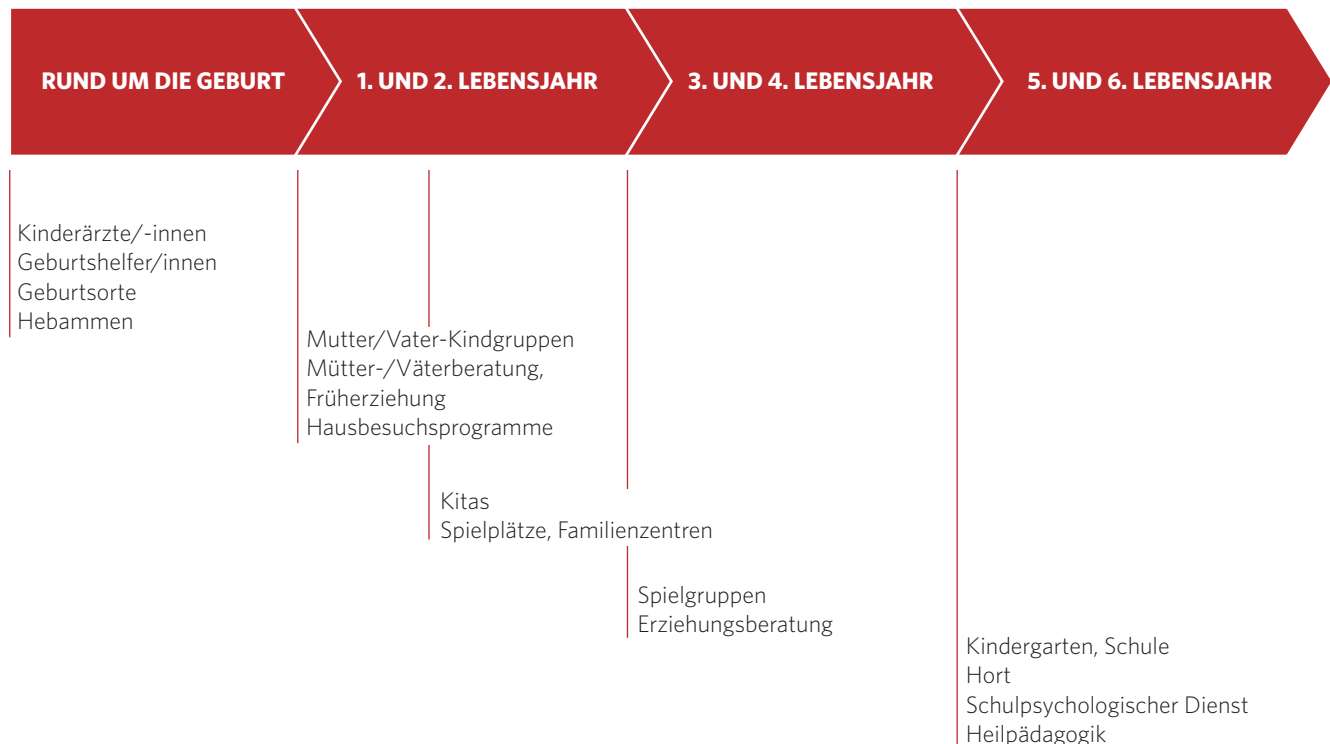 RUND UM DIE GEBURT
1. UND 2. LEBENSJAHR
3. UND 4. LEBENSJAHR
5. UND 6. LEBENSJAHR
Kinderärzte/-innen
Geburtshelfer/innen
Geburtsorte
Hebammen
Mutter/Vater-Kindgruppen
Mütter-/Väterberatung,
Früherziehung
Hausbesuchsprogramme
Kitas
Spielplätze, Familienzentren
Spielgruppen
Erziehungsberatung
Kindergarten, Schule
Hort
Schulpsychologischer Dienst
Heilpädagogik